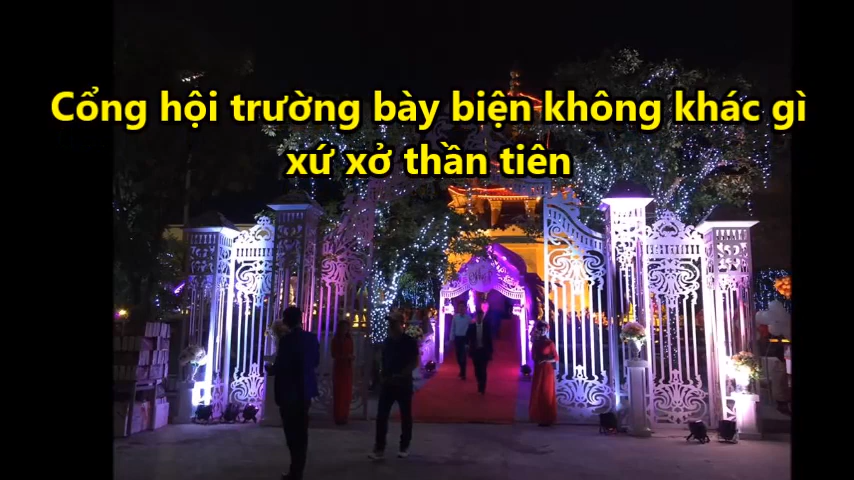 Cổng hội trường bày biện không khác gì
xứ xở thần tiên